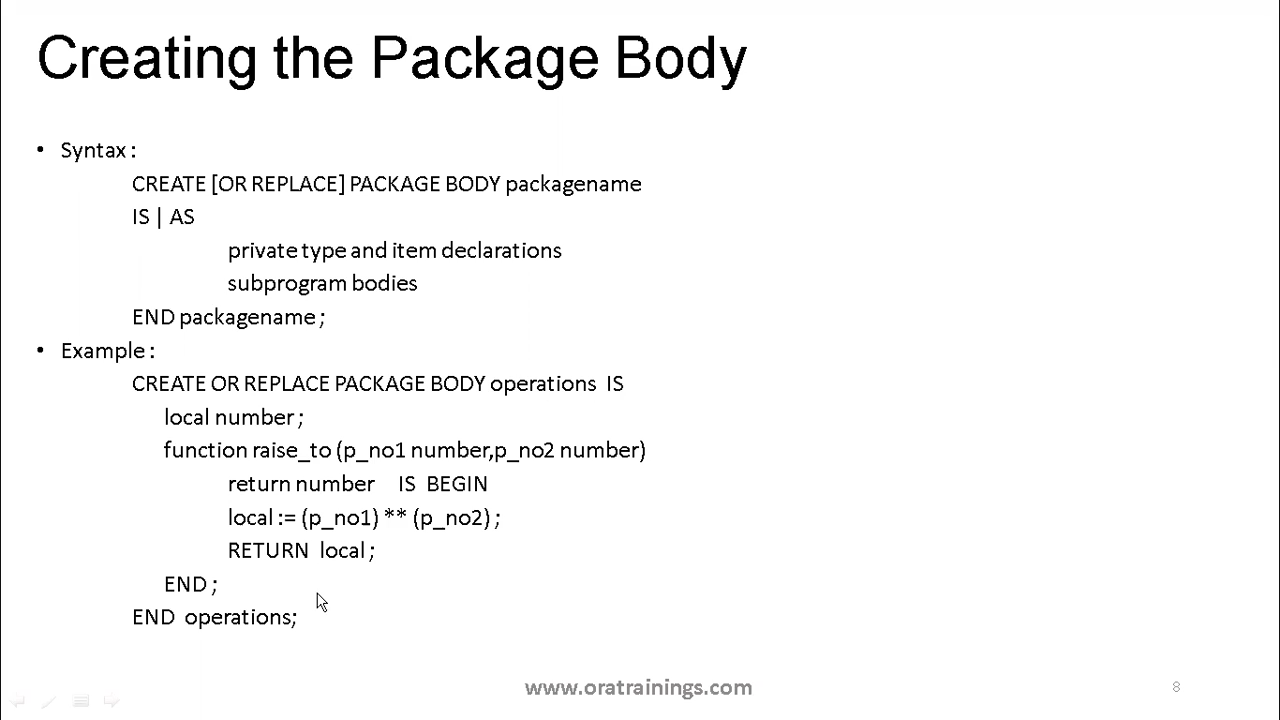 Creating the Package Body
• Syntax :
CREATE [OR REPLACE] PACKAGE BODY packagename
IS | AS
private type and item declarations
subprogram bodies
END packagename ;
• Example :
CREATE OR REPLACE PACKAGE BODY operations IS
local number ;
function raise_to (p_no1 number,p_no2 number)
return number IS BEGIN
local := (p_no1) ** (p_no2) ;
RETURN local ;
END ;
END operations;
www.oratrainings.com
8